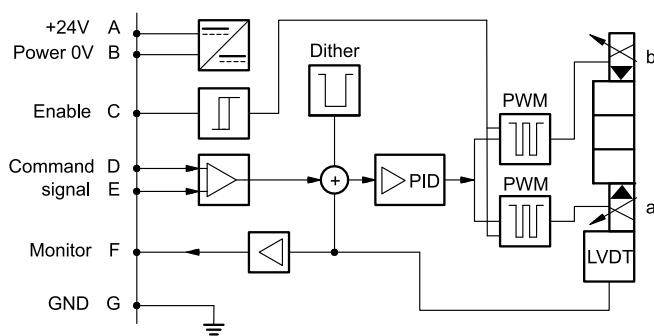 +24V A
Power 0V B
Dither
b
Enable C
PWM
Command D
signal E
+
PID
PWM
a
Monitor F
LVDT
GND G